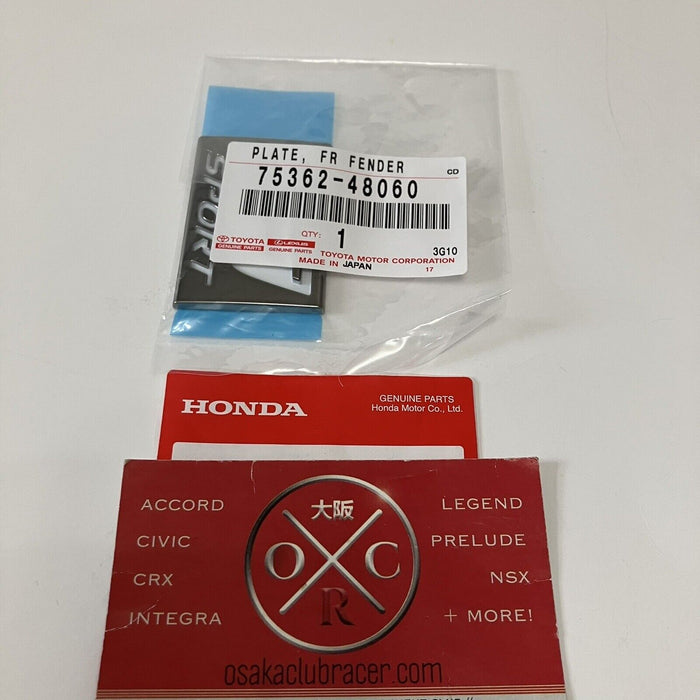 PLATE, FR FENDER
CD
75362-48060
QTY: 1
TOYOTA
GENUINE PARTS
LEXUS
GENUINE PARTS
TOYOTA MOTOR CORPORATION
3G10
MADE IN JAPAN
17
SPORT
HONDA
GENUINE PARTS
Honda Motor Co., Ltd.
ACCORD
CIVIC
CRX
INTEGRA
大阪
O C
R
LEGEND
PRELUDE
NSX
+ MORE!
osakaclubracer.com